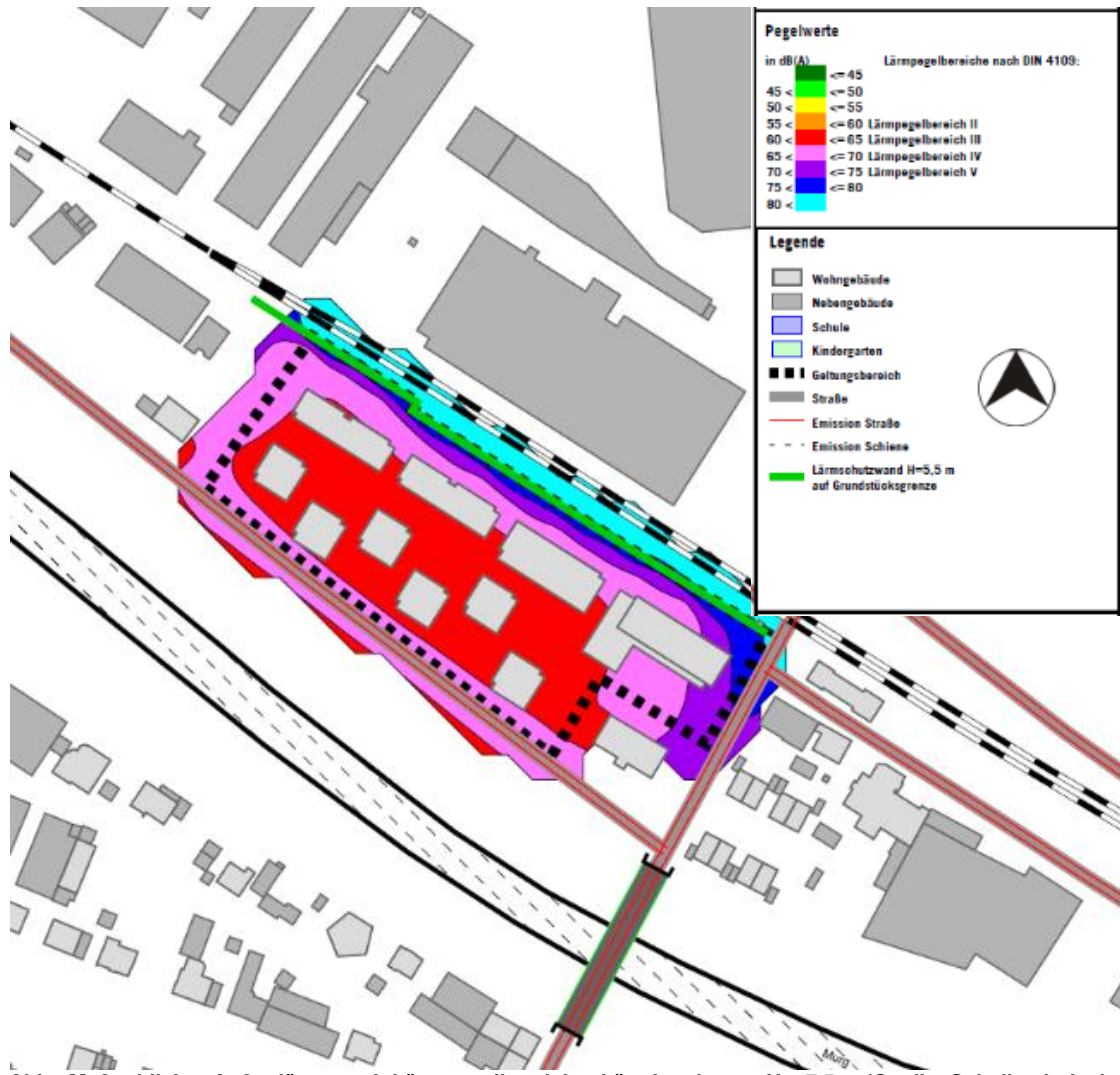 Pegelwerte
in dB(A) Lärmpegelbereiche nach DIN 4109:
<= 45
45 < <= 50
50 < <= 55
55 < <= 60 Lärmpegelbereich II
60 < <= 65 Lärmpegelbereich III
65 < <= 70 Lärmpegelbereich IV
70 < <= 75 Lärmpegelbereich V
75 < <= 80
80 <
Legende
Wohngebäude
Nebengebäude
Schule
Kindergarten
Geltungsbereich
Straße
Emission Straße
Emission Schiene
Lärmschutzwand H=5,5 m
auf Grundstücksgrenze
Murg